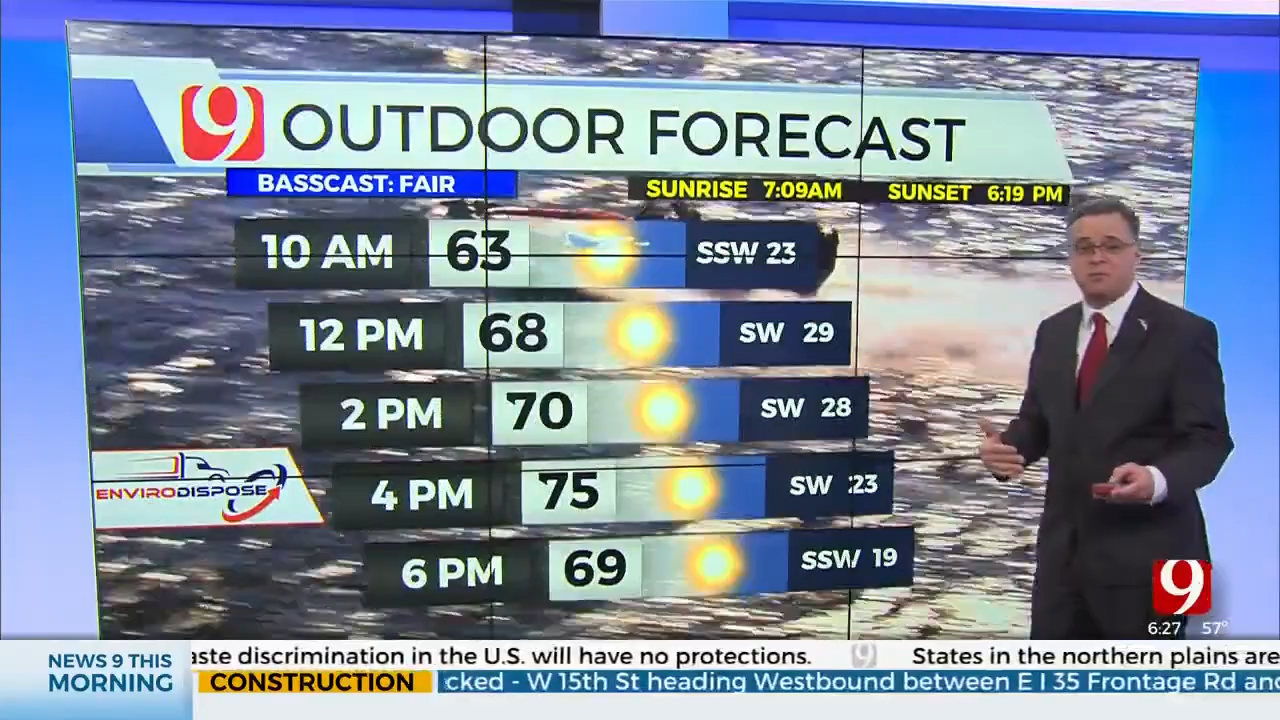 9 OUTDOOR FORECAST
BASSCAST: FAIR
SUNRISE 7:09AM SUNSET 6:19 PM
10 AM 63 SSW 23
12 PM 68 SW 29
2 PM 70 SW 28
4 PM 75 SW 23
6 PM 69 SSW 19
ENVIRODISPOSE
9
6:27 57°
NEWS 9 THIS
MORNING
aste discrimination in the U.S. will have no protections. 9 States in the northern plains are
CONSTRUCTION cked - W 15th St heading Westbound between E I 35 Frontage Rd and